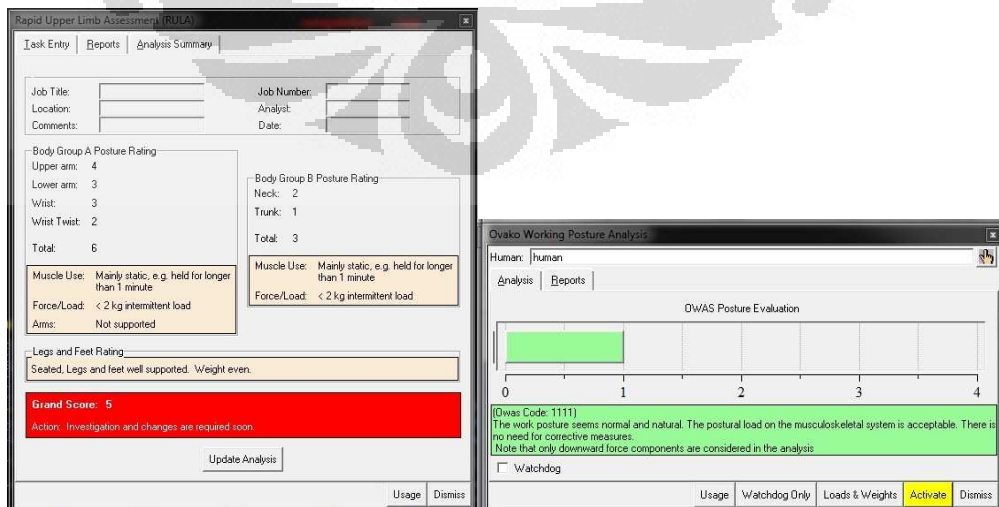 Rapid Upper Limb Assessment (RULA)
Task Entry
Reports
Analysis Summary
Job Title:
Job Number:
Location:
Analyst:
Comments:
Date:
Body Group A Posture Rating
Upper arm: 4
Lower arm: 3
Wrist: 3
Wrist Twist: 2
Total: 6
Muscle Use: Mainly static, e.g. held for longer
than 1 minute
Force/Load: < 2 kg intermittent load
Arms: Not supported
Body Group B Posture Rating
Neck: 2
Trunk: 1
Total: 3
Muscle Use: Mainly static, e.g. held for longer
than 1 minute
Force/Load: < 2 kg intermittent load
Legs and Feet Rating
Seated, Legs and feet well supported. Weight even.
Grand Score: 5
Action: Investigation and changes are required soon.
Update Analysis
Usage
Dismiss
Ovako Working Posture Analysis
Human: human
Analysis
Reports
OWAS Posture Evaluation
0 1 2 3 4
(Owas Code: 1111)
The work posture seems normal and natural. The postural load on the musculoskeletal system is acceptable. There is
no need for corrective measures.
Note that only downward force components are considered in the analysis
Watchdog
Usage
Watchdog Only
Loads & Weights
Activate
Dismiss